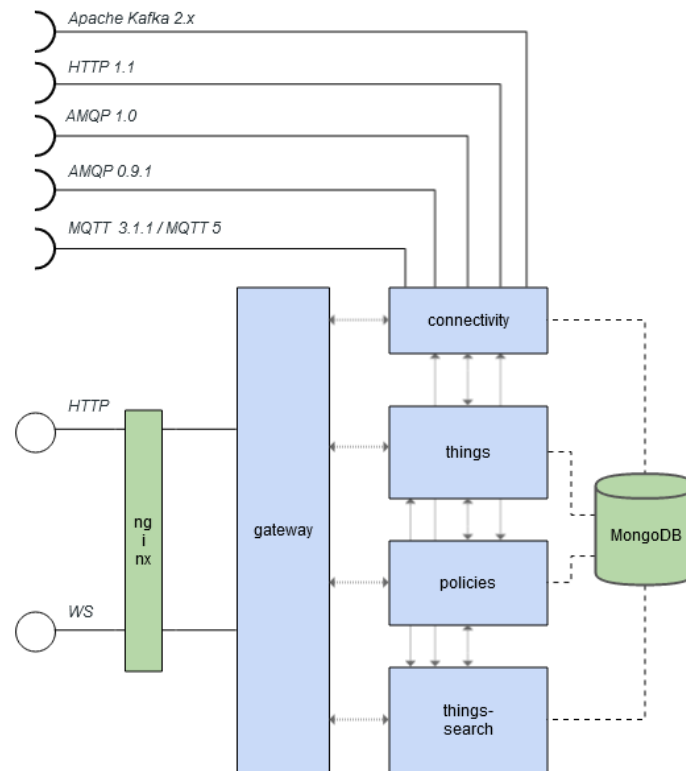 Apache Kafka 2.x
HTTP 1.1
AMQP 1.0
AMQP 0.9.1
MQTT 3.1.1 / MQTT 5
connectivity
HTTP
things
ng
i
nx
gateway
MongoDB
policies
WS
things-
search